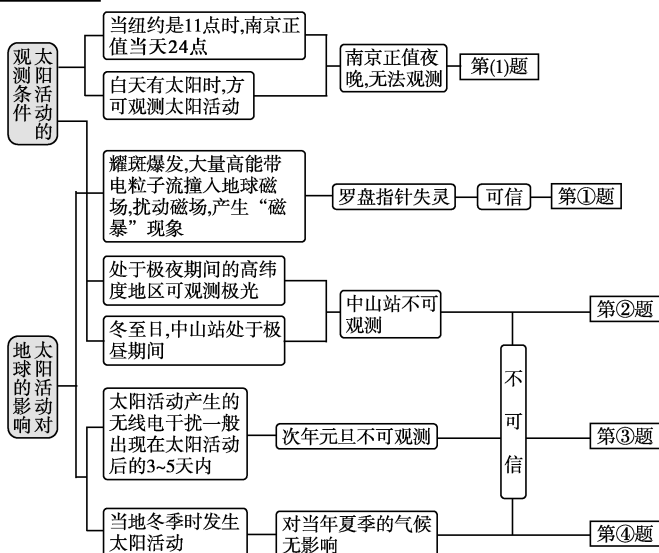 太阳活动的
观测条件
当纽约是11点时,南京正
值当天24点
白天有太阳时,方
可观测太阳活动
南京正值夜
晚,无法观测
第(1)题
耀斑爆发,大量高能带
电粒子流撞入地球磁
场,扰动磁场,产生“磁
暴”现象
罗盘指针失灵
可信
第①题
处于极夜期间的高纬
度地区可观测极光
冬至日,中山站处于极
昼期间
中山站不可
观测
第②题
太阳活动对
地球的影响
太阳活动产生的
无线电干扰一般
出现在太阳活动
后的3~5天内
次年元旦不可观测
不
可
信
第③题
当地冬季时发生
太阳活动
对当年夏季的气候
无影响
第④题